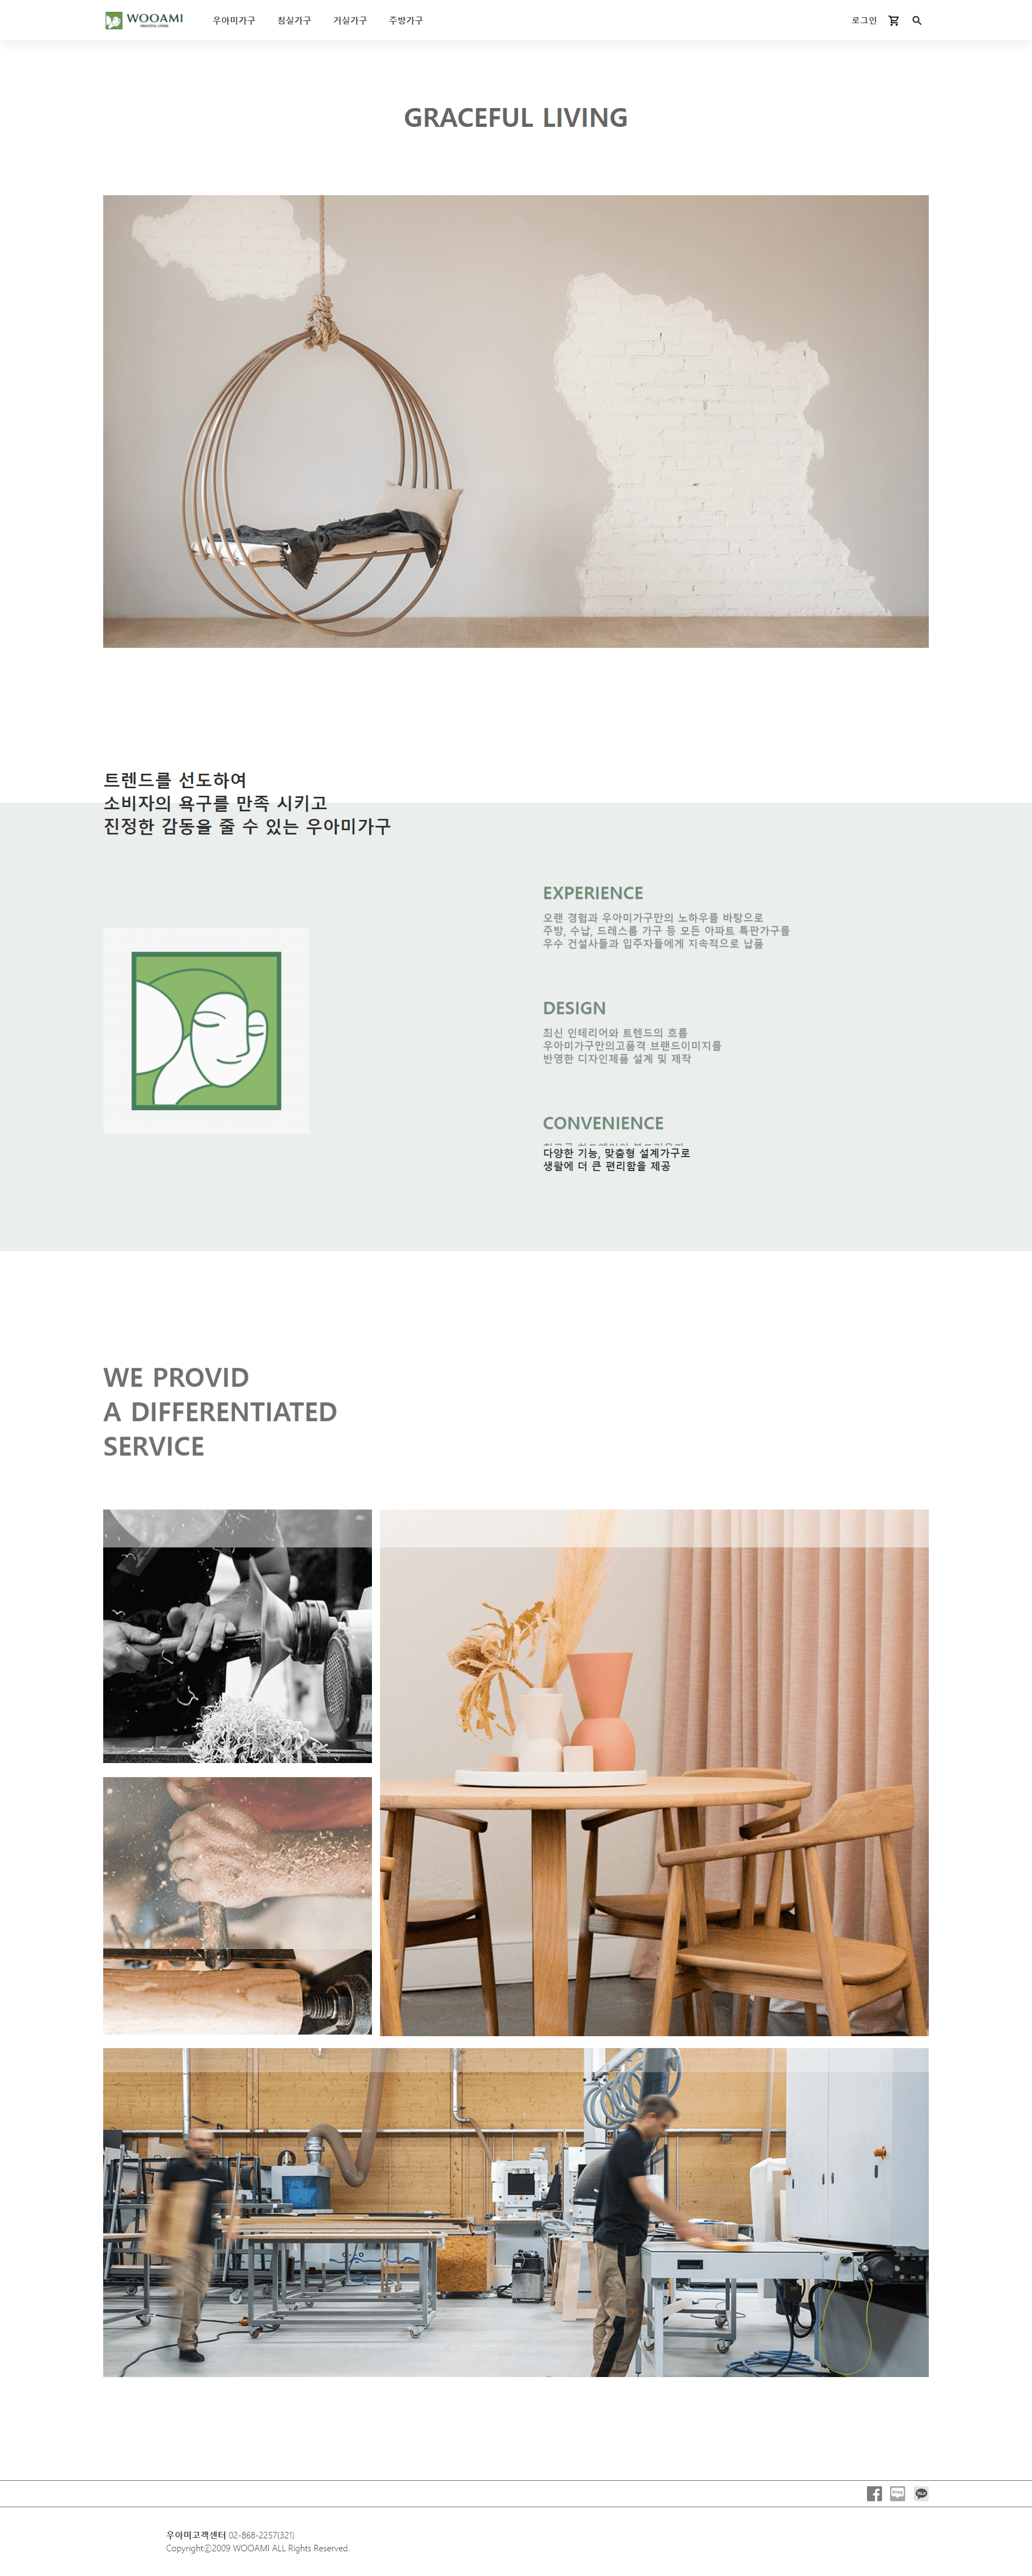 WOOAMI
GRACEFUL LIVING
우아미가구
침실가구
거실가구
주방가구
로그인
GRACEFUL LIVING
트렌드를 선도하여
소비자의 욕구를 만족 시키고
진정한 감동을 줄 수 있는 우아미가구
EXPERIENCE
오랜 경험과 우아미가구만의 노하우를 바탕으로
주방, 수납, 드레스룸 가구 등 모든 아파트 특판가구를
우수 건설사들과 입주자들에게 지속적으로 납품
DESIGN
최신 인테리어와 트렌드의 흐름
우아미가구만의고품격 브랜드이미지를
반영한 디자인제품 설계 및 제작
CONVENIENCE
다양한 기능, 맞춤형 설계가구로
생활에 더 큰 편리함을 제공
WE PROVID
A DIFFERENTIATED
SERVICE
blog
TALK
우아미고객센터 02-868-2257(321)
Copyrightⓒ2009 WOOAMI ALL Rights Reserved.